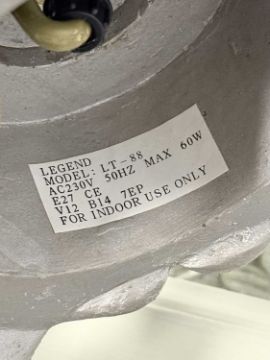 LEGEND
MODEL: LT-88
AC230V 50HZ MAX 60W
E27 CE
V12 B14 7EP
FOR INDOOR USE ONLY